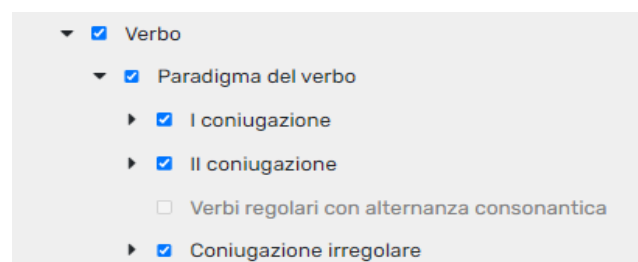 Verbo
Paradigma del verbo
I coniugazione
II coniugazione
Verbi regolari con alternanza consonantica
Coniugazione irregolare